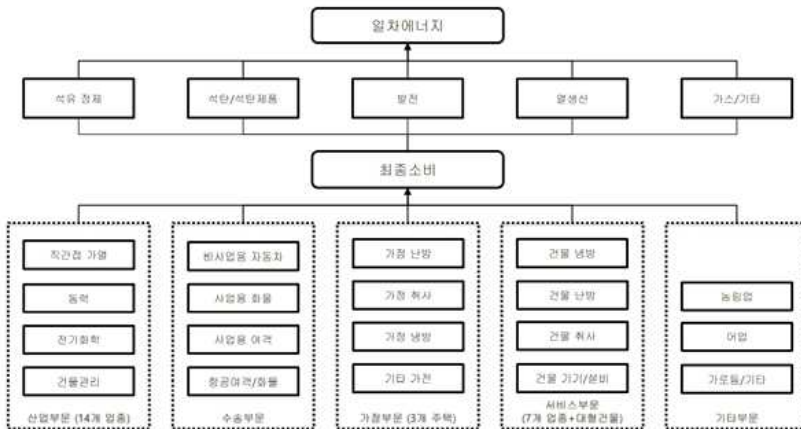 일차에너지
석유 정제
석탄/석탄제품
발전
열생산
가스/기타
최종소비
직간접 가열
동력
전기화학
건물관리
산업부문 (14개 업종)
비사업용 자동차
사업용 화물
사업용 여객
항공여객/화물
수송부문
가정 난방
가정 취사
가정 냉방
기타 가전
가정부문 (3개 주택)
건물 냉방
건물 난방
건물 취사
건물 기기/설비
서비스부문
(7개 업종+대형건물)
농림업
어업
가로등/기타
기타부문